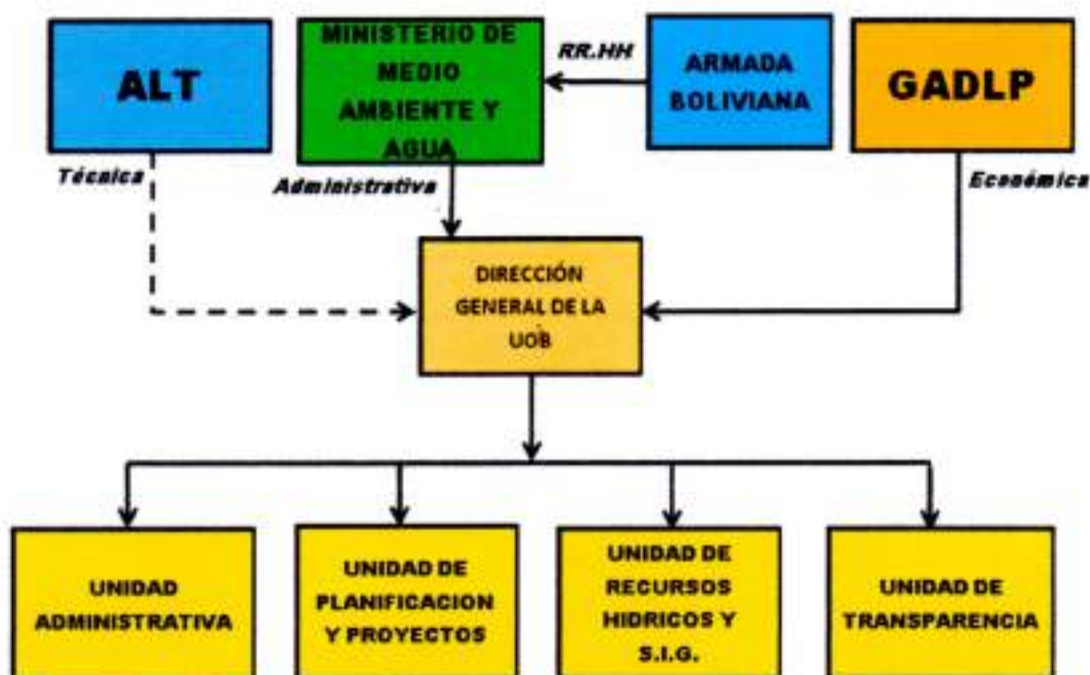 ALT
MINISTERIO DE
MEDIO
AMBIENTE Y
AGUA
RR.HH
ARMADA
BOLIVIANA
GADLP
Técnica
Administrativa
Económica
DIRECCIÓN
GENERAL DE LA
UOB
UNIDAD
ADMINISTRATIVA
UNIDAD DE
PLANIFICACION
Y PROYECTOS
UNIDAD DE
RECURSOS
HIDRICOS Y
S.I.G.
UNIDAD DE
TRANSPARENCIA